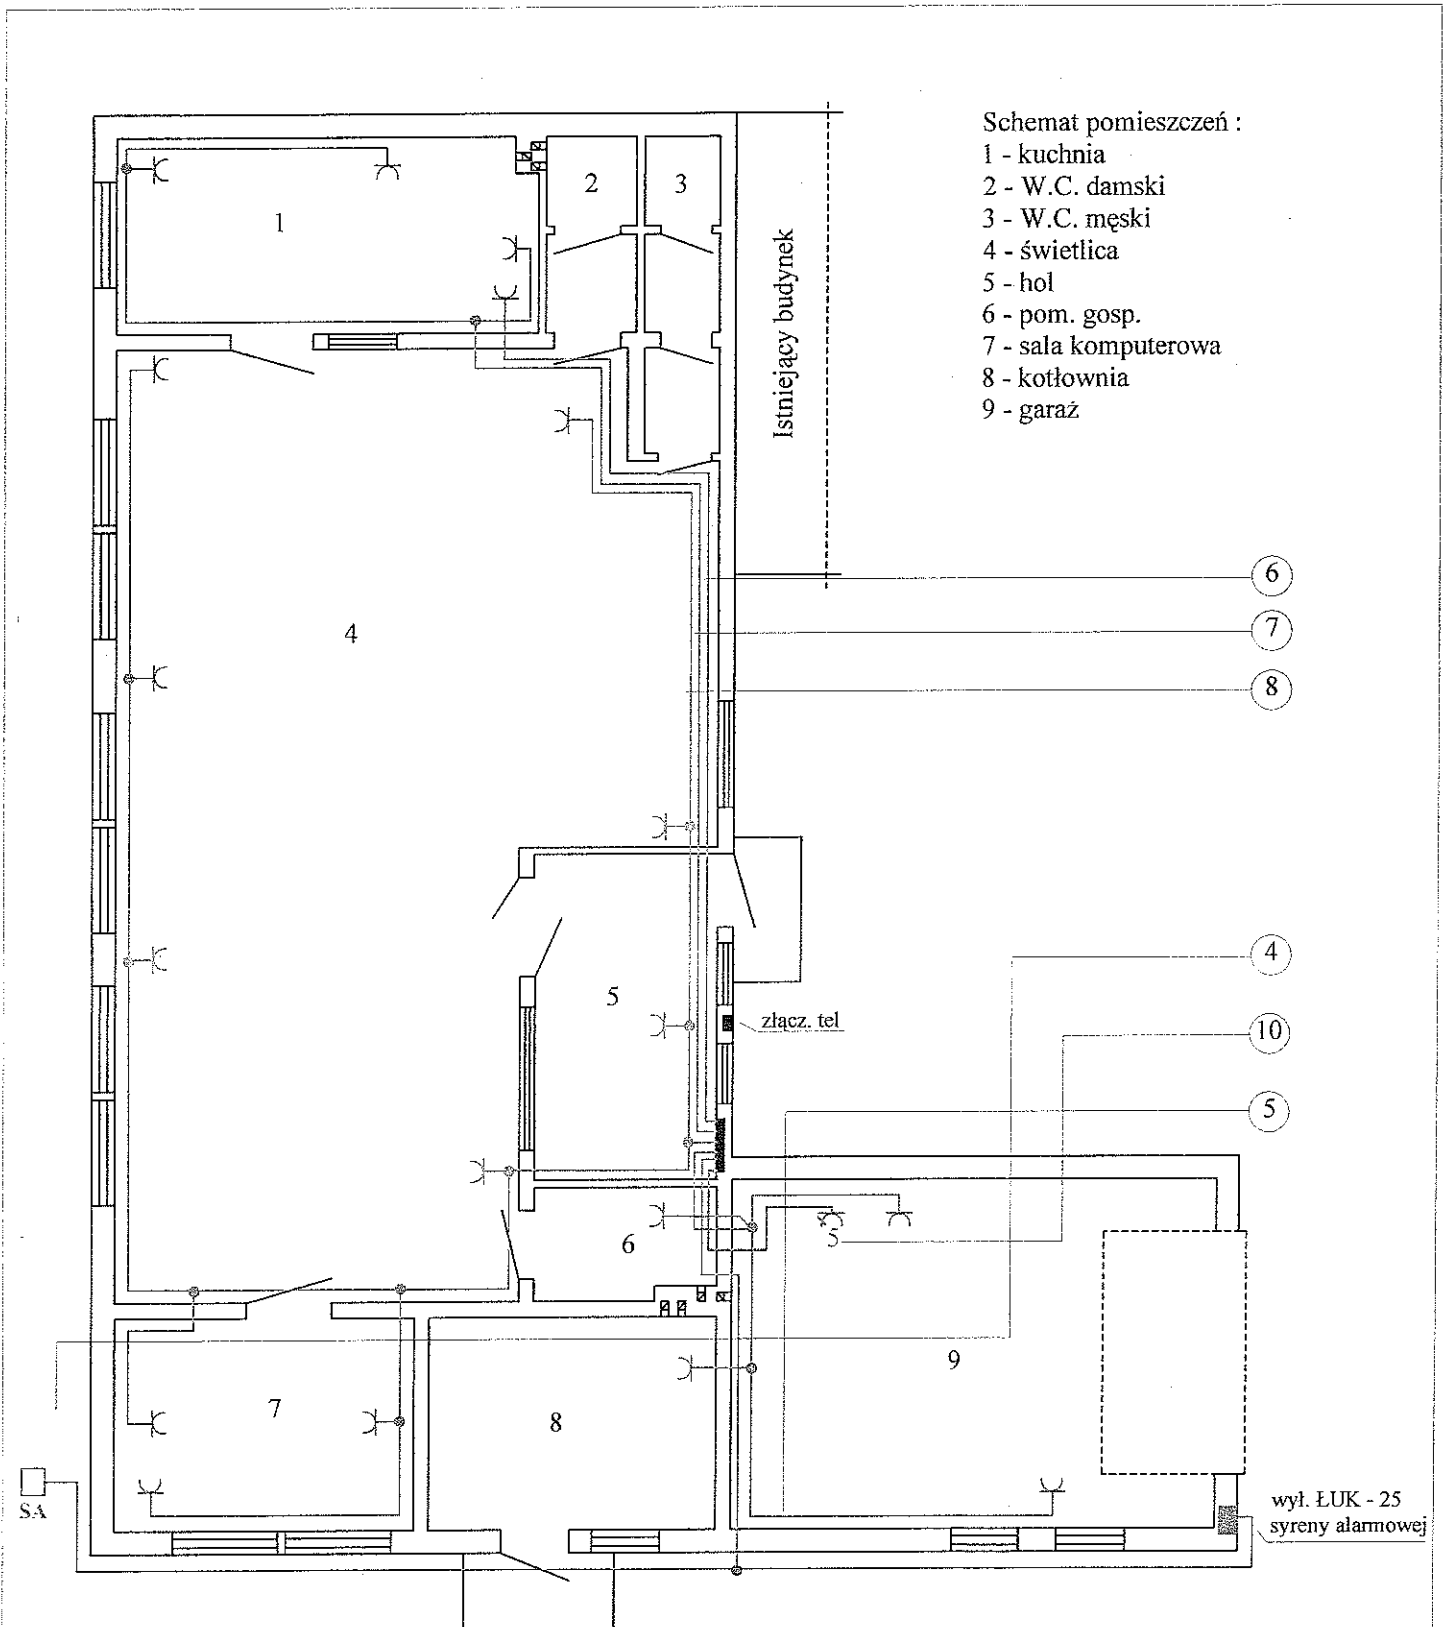 Schemat pomieszczeń :
1 - kuchnia
2 - W.C. damski
3 - W.C. męski
4 - świetlica
5 - hol
6 - pom. gosp.
7 - sala komputerowa
8 - kotłownia
9 - garaż
1
2
3
Istniejący budynek
6
7
4
8
4
5
złącz. tel
10
5
6
5
9
7
8
SA
wył. ŁUK - 25
syreny alarmowej